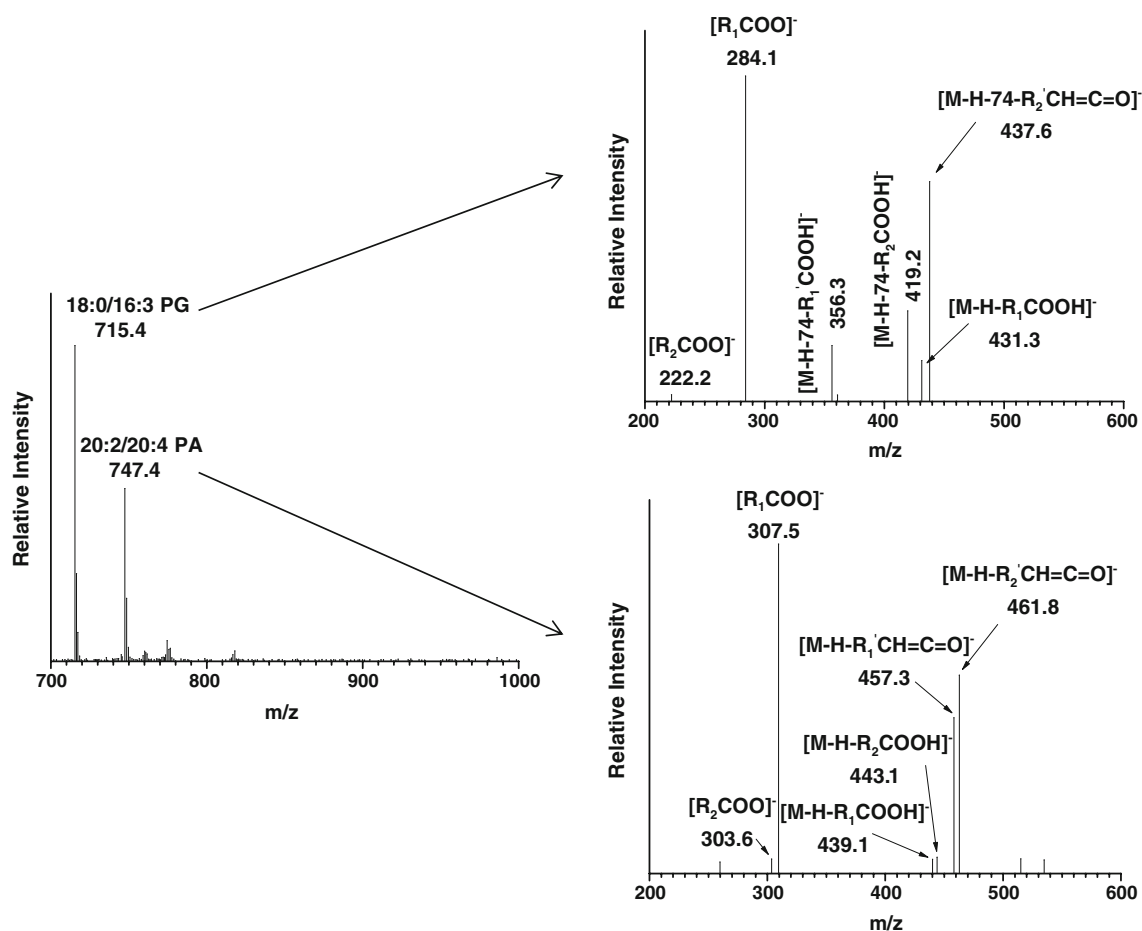 18:0/16:3 PG
715.4
20:2/20:4 PA
747.4
Relative Intensity
700 800 900 1000
m/z
[R₁COO]⁻
284.1
[M-H-74-R₂'CH=C=O]⁻
437.6
[M-H-74-R₁'COOH]⁻
356.3
[M-H-74-R₂COOH]⁻
419.2
[M-H-R₁COOH]⁻
431.3
[R₂COO]⁻
222.2
Relative Intensity
200 300 400 500 600
m/z
[R₁COO]⁻
307.5
[M-H-R₂'CH=C=O]⁻
461.8
[M-H-R₁'CH=C=O]⁻
457.3
[M-H-R₂COOH]⁻
443.1
[R₂COO]⁻
303.6
[M-H-R₁COOH]⁻
439.1
Relative Intensity
200 300 400 500 600
m/z